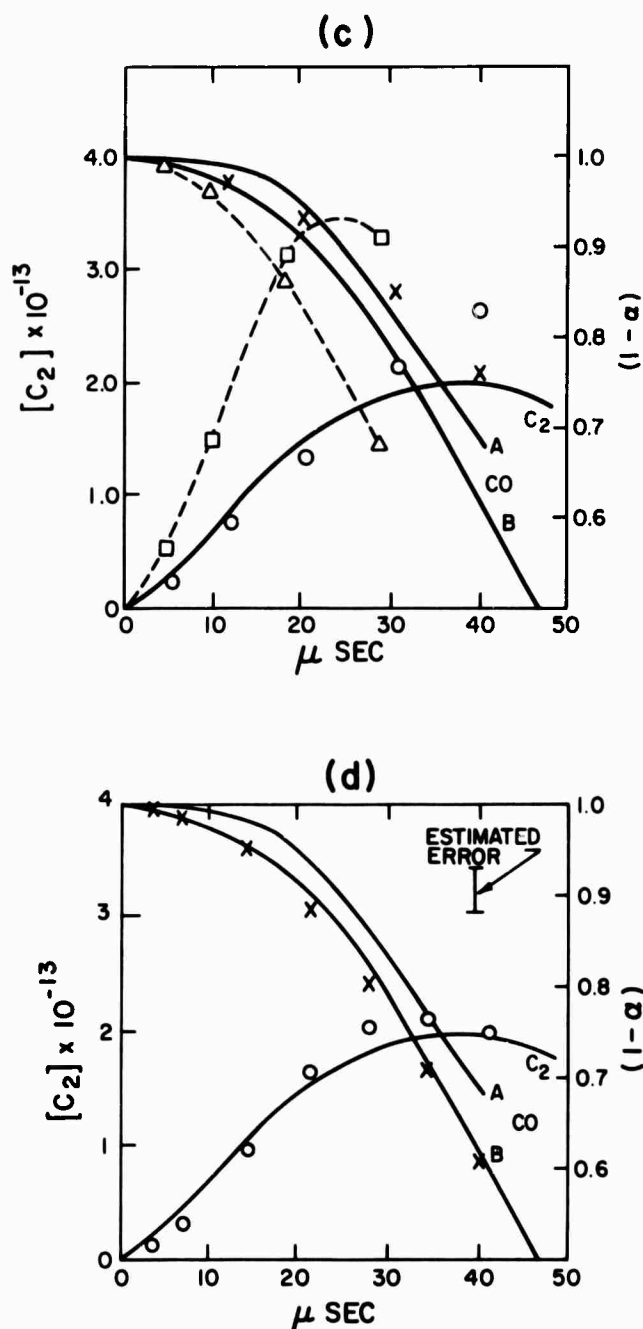 (c)
4.0
3.0
2.0
1.0
0
[C2] x 10-13
1.0
0.9
0.8
0.7
0.6
(1-α)
C2
A
CO
B
0 10 20 30 40 50
μ SEC
(d)
4
3
2
1
0
[C2] x 10-13
1.0
0.9
0.8
0.7
0.6
(1-α)
ESTIMATED
ERROR
C2
A
CO
B
0 10 20 30 40 50
μ SEC